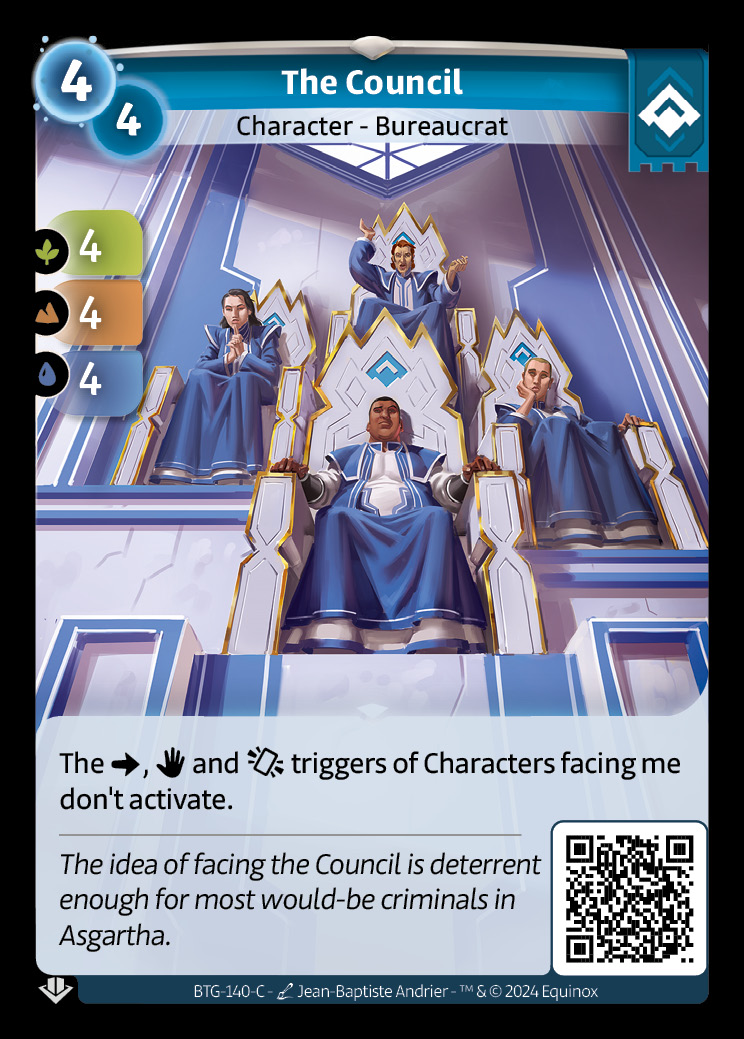 4
The Council
4
Character - Bureaucrat
4
4
4
The , and triggers of Characters facing me
don't activate.
The idea of facing the Council is deterrent
enough for most would-be criminals in
Asgartha.
BTG-140-C - Jean-Baptiste Andrier - ™ & © 2024 Equinox